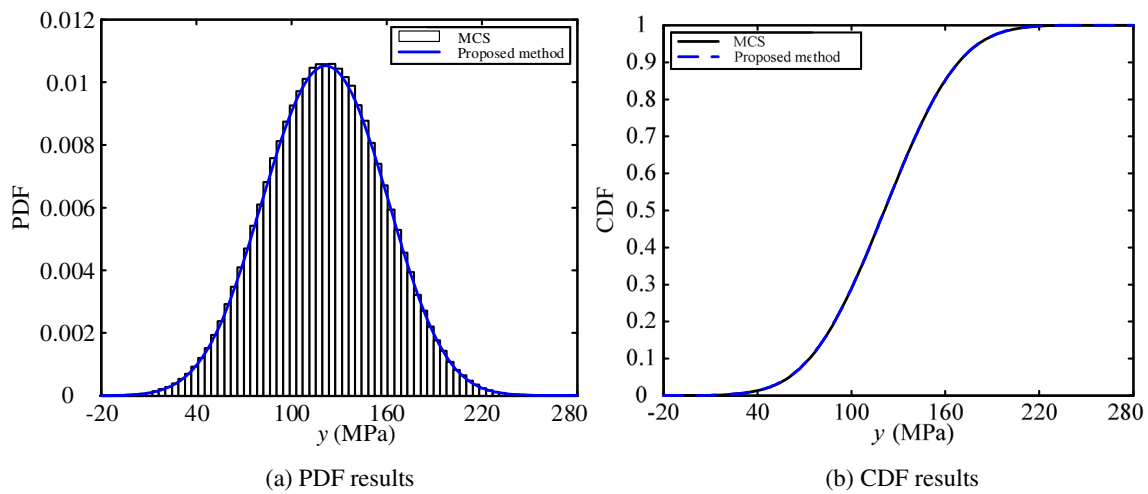 0.012
0.01
0.008
0.006
0.004
0.002
0
PDF
MCS
Proposed method
-20 40 100 160 220 280
y (MPa)
(a) PDF results
1
0.9
0.8
0.7
0.6
0.5
0.4
0.3
0.2
0.1
0
CDF
MCS
Proposed method
-20 40 100 160 220 280
y (MPa)
(b) CDF results